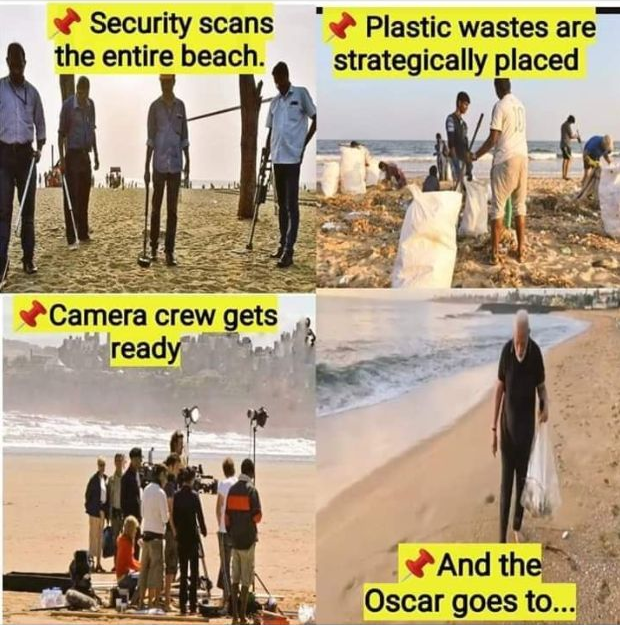 📌 Security scans
the entire beach.
📌 Plastic wastes are
strategically placed
📌Camera crew gets
ready
📌And the
Oscar goes to...